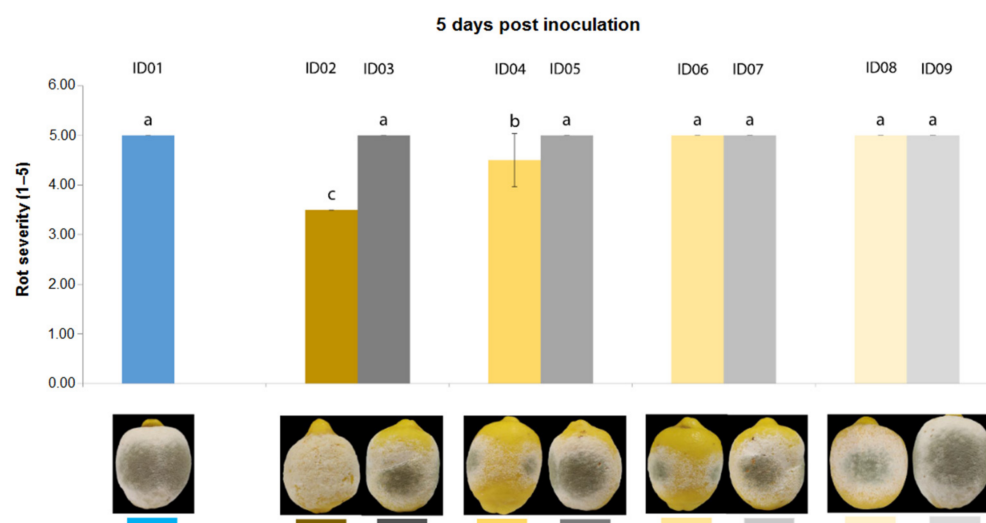 5 days post inoculation
ID01 ID02 ID03 ID04 ID05 ID06 ID07 ID08 ID09
6.00
5.00
4.00
3.00
2.00
1.00
0.00
Rot severity (1–5)
a c a b a a a a a